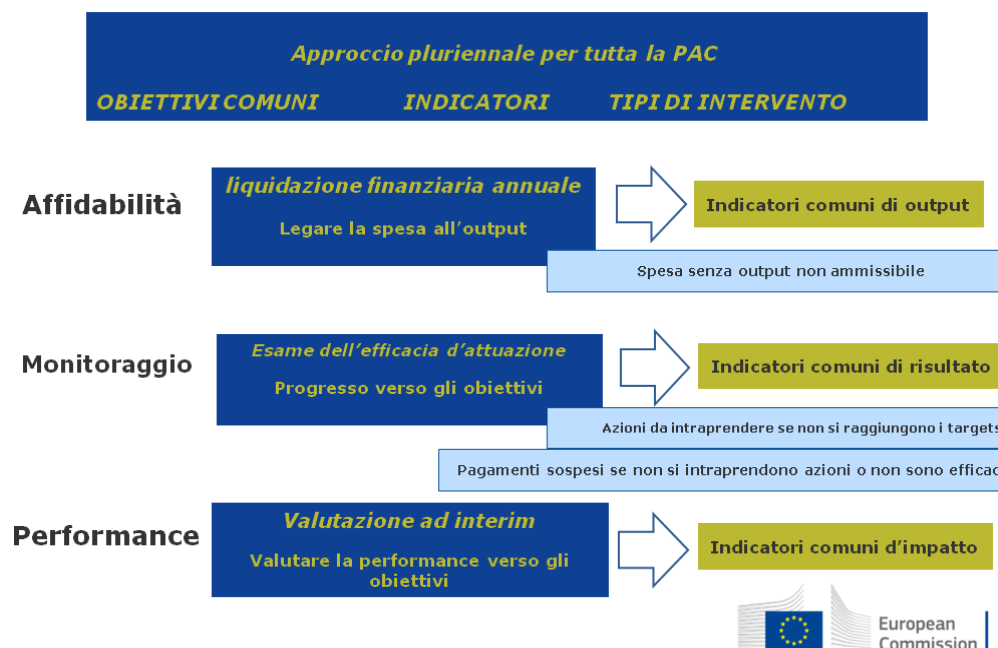 Approccio pluriennale per tutta la PAC
OBIETTIVI COMUNI INDICATORI TIPI DI INTERVENTO
Affidabilità
liquidazione finanziaria annuale
Legare la spesa all'output
Indicatori comuni di output
Spesa senza output non ammissibile
Monitoraggio
Esame dell'efficacia d'attuazione
Progresso verso gli obiettivi
Indicatori comuni di risultato
Azioni da intraprendere se non si raggiungono i targets
Pagamenti sospesi se non si intraprendono azioni o non sono efficac
Performance
Valutazione ad interim
Valutare la performance verso gli
obiettivi
Indicatori comuni d'impatto
European
Commission